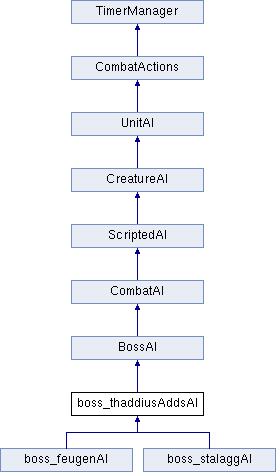 TimerManager
CombatActions
UnitAI
CreatureAI
ScriptedAI
CombatAI
BossAI
boss_thaddiusAddsAI
boss_feugenAI
boss_stalaggAI